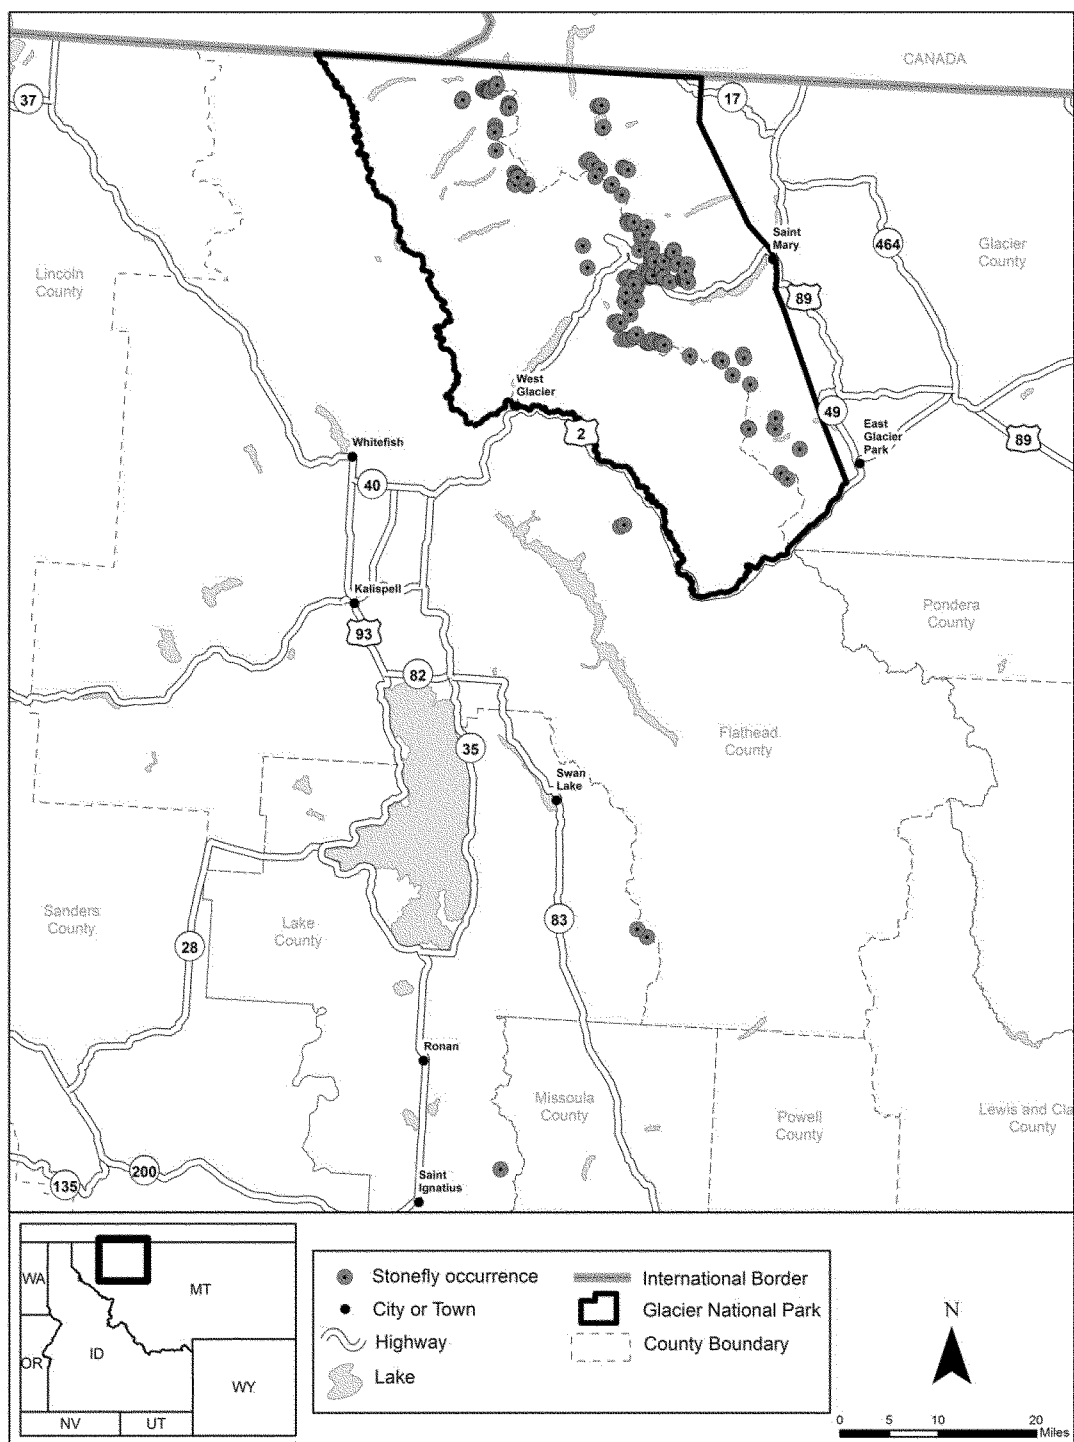 CANADA
37
17
Saint
Mary
464
Glacier
County
Lincoln
County
89
West
Glacier
49
2
East
Glacier
Park
89
Whitefish
40
Kalispell
93
Pondera
County
82
Flathead
County
35
Swan
Lake
Sanders
County
Lake
County
83
28
Ronan
Missoula
County
Powell
County
Lewis and Cla
County
200
135
Saint
Ignatius
WA
MT
OR
ID
WY
NV
UT
Stonefly occurrence
City or Town
Highway
Lake
International Border
Glacier National Park
County Boundary
N
0 5 10 20
Miles